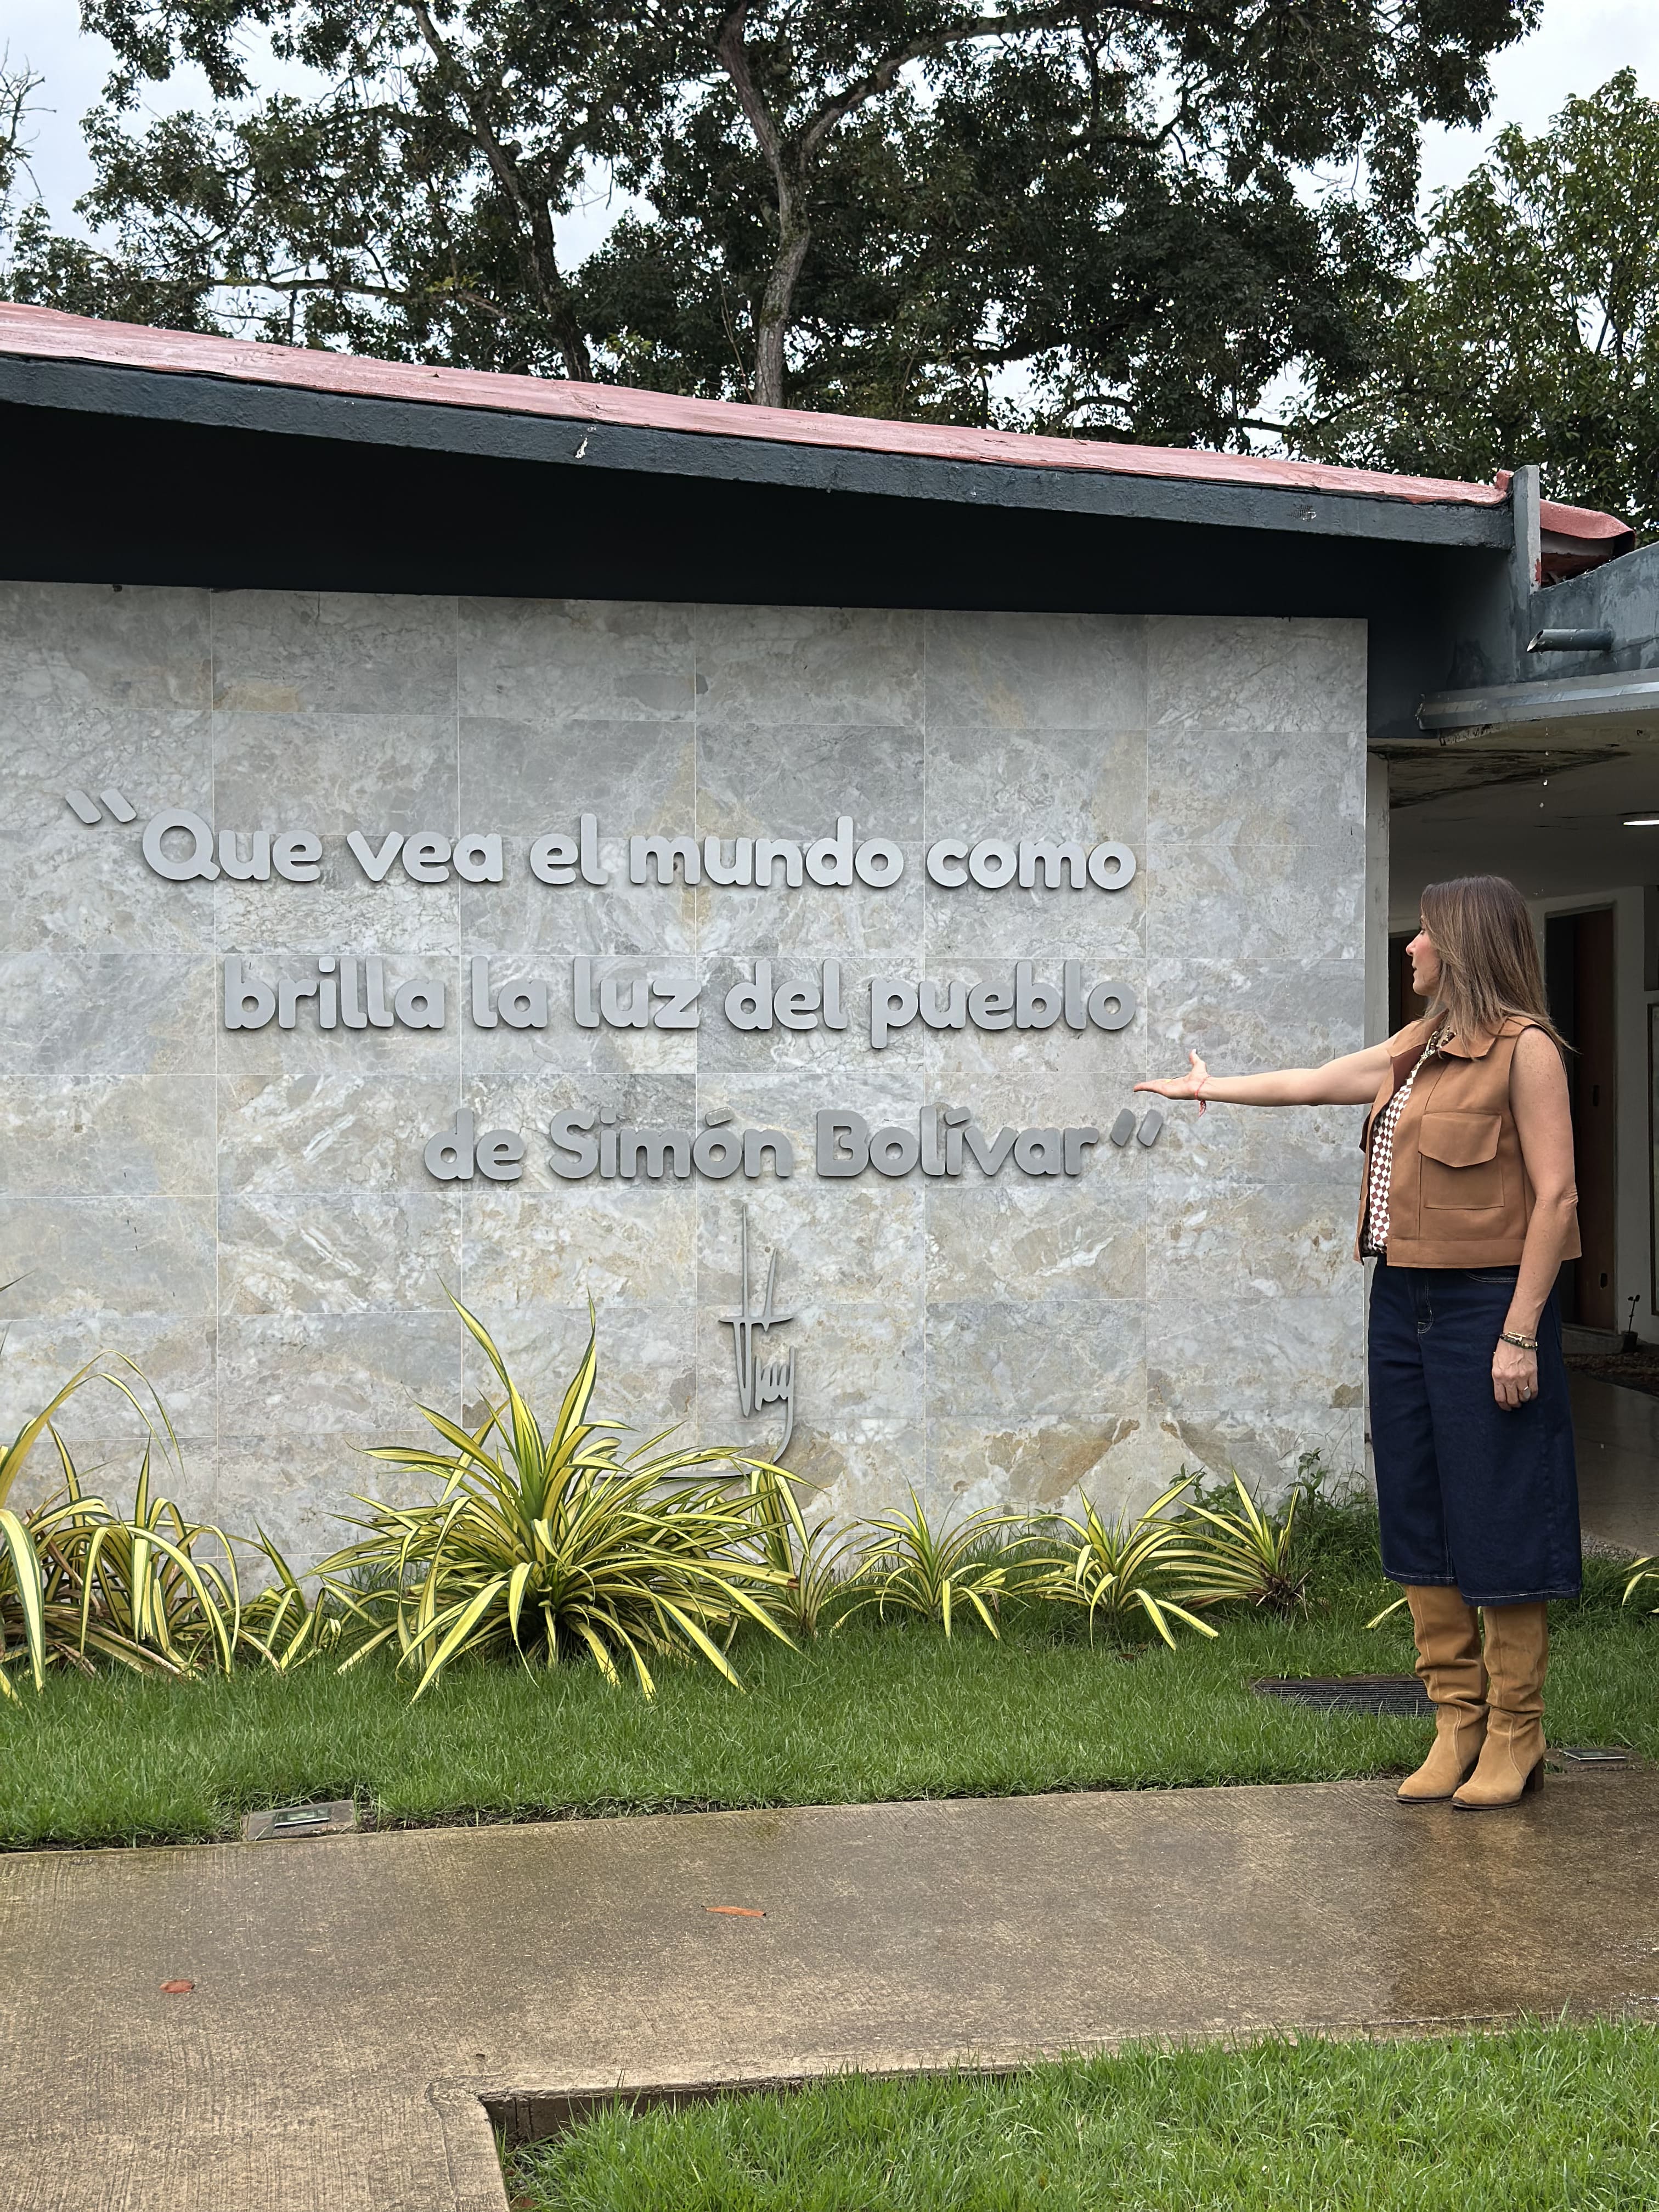 “Que vea el mundo como
brilla la luz del pueblo
de Simón Bolívar”